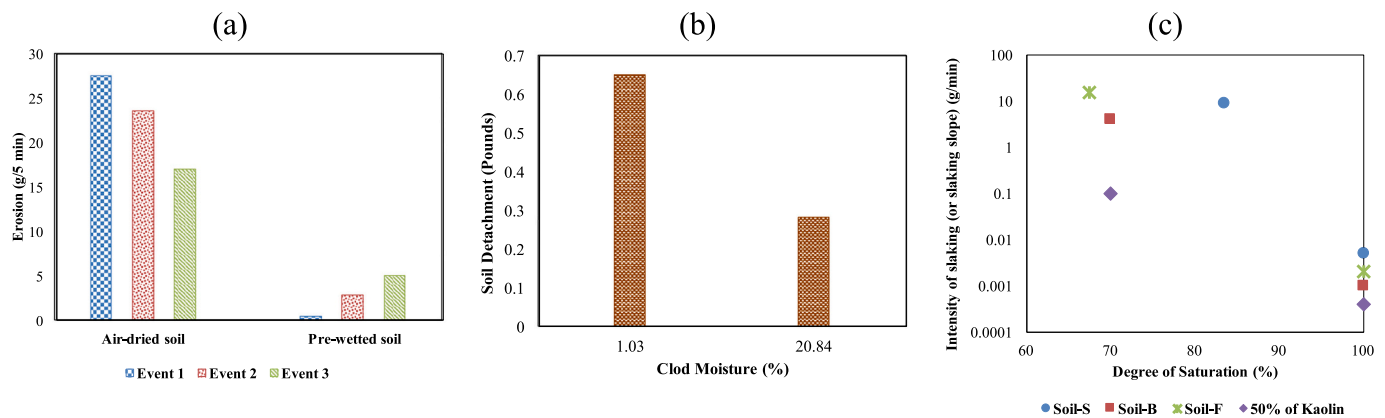 (a)
Erosion (g/5 min)
30
25
20
15
10
5
0
Air-dried soil Pre-wetted soil
Event 1 Event 2 Event 3
(b)
Soil Detachment (Pounds)
0.7
0.6
0.5
0.4
0.3
0.2
0.1
0
1.03 20.84
Clod Moisture (%)
(c)
Intensity of slaking (or slaking slope) (g/min)
100
10
1
0.1
0.01
0.001
0.0001
60 70 80 90 100
Degree of Saturation (%)
Soil-S Soil-B Soil-F 50% of Kaolin